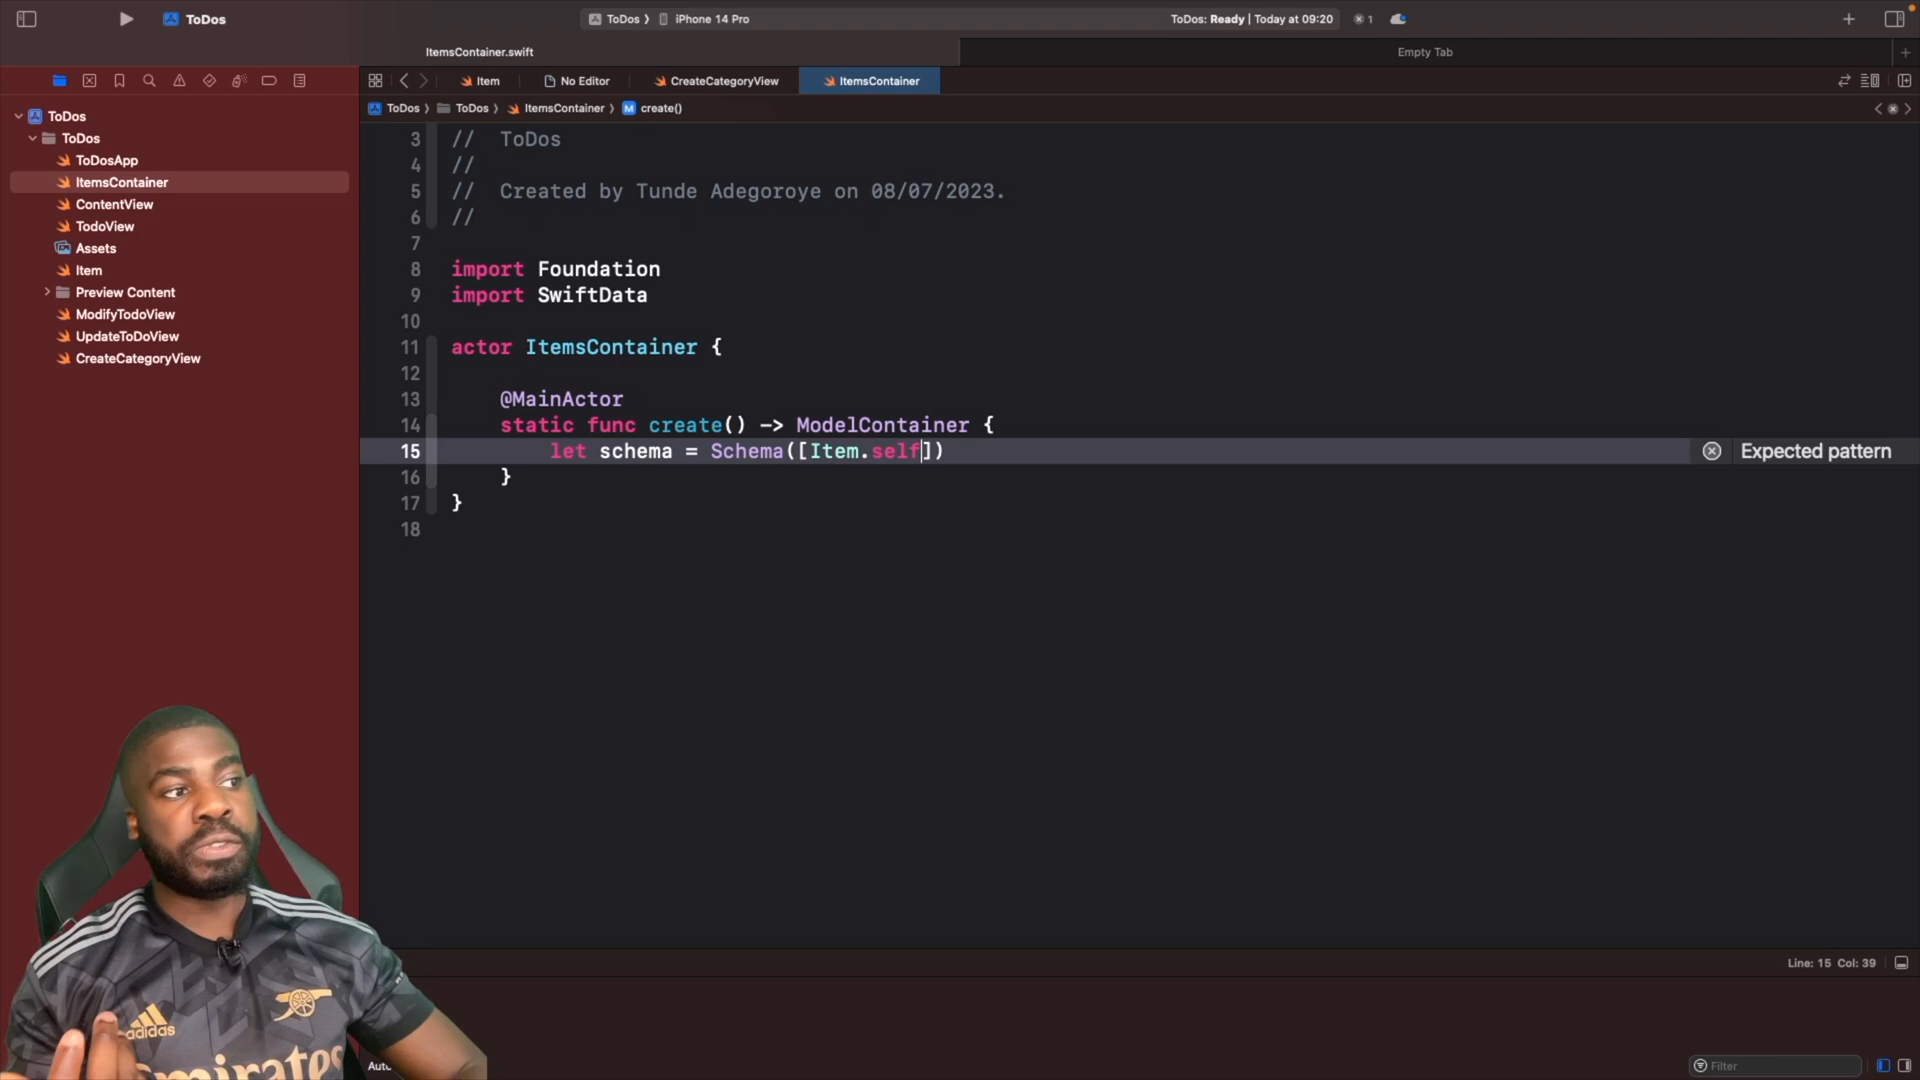 ToDos
ToDos 〉 iPhone 14 Pro
ToDos: Ready | Today at 09:20
1
ItemsContainer.swift
Empty Tab
Item
No Editor
CreateCategoryView
ItemsContainer
ToDos 〉 ToDos 〉 ItemsContainer 〉 M create()
ToDos
ToDos
ToDosApp
ItemsContainer
ContentView
TodoView
Assets
Item
Preview Content
ModifyTodoView
UpdateToDoView
CreateCategoryView
3 //  ToDos
4 //
5 //  Created by Tunde Adegoroye on 08/07/2023.
6 //
7
8 import Foundation
9 import SwiftData
10
11 actor ItemsContainer {
12
13     @MainActor
14     static func create() -> ModelContainer {
15         let schema = Schema([Item.self])
Expected pattern
16     }
17 }
18
Line: 15 Col: 39
adidas
Emirates
Auto
Filter